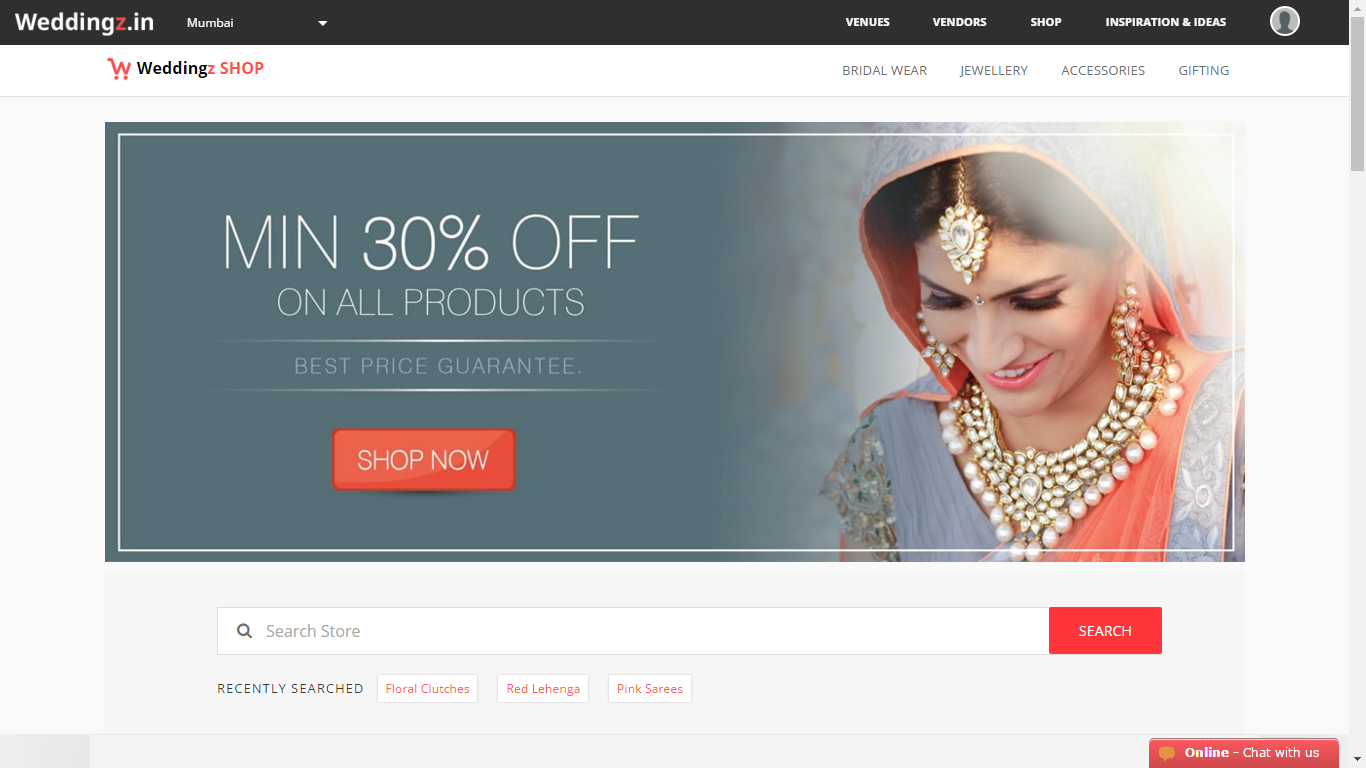 Weddingz.in
Mumbai
VENUES
VENDORS
SHOP
INSPIRATION & IDEAS
Weddingz SHOP
BRIDAL WEAR
JEWELLERY
ACCESSORIES
GIFTING
MIN 30% OFF
ON ALL PRODUCTS
BEST PRICE GUARANTEE.
SHOP NOW
Search Store
SEARCH
RECENTLY SEARCHED
Floral Clutches
Red Lehenga
Pink Sarees
Online - Chat with us